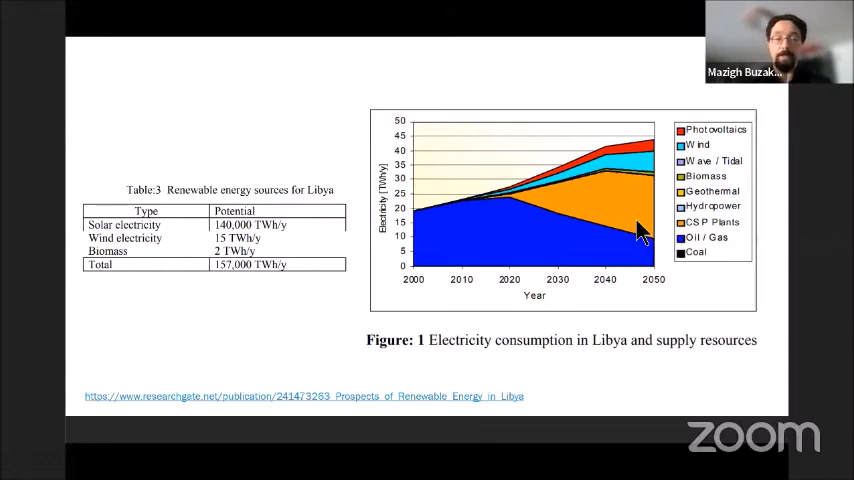 Mazigh Buzak...
Table:3 Renewable energy sources for Libya
Type Potential
Solar electricity 140,000 TWh/y
Wind electricity 15 TWh/y
Biomass 2 TWh/y
Total 157,000 TWh/y
Electricity [TWh/y]
50
45
40
35
30
25
20
15
10
5
0
2000 2010 2020 2030 2040 2050
Year
Photovoltaics
Wind
Wave / Tidal
Biomass
Geothermal
Hydropower
CSP Plants
Oil / Gas
Coal
Figure: 1 Electricity consumption in Libya and supply resources
https://www.researchgate.net/publication/241473263_Prospects_of_Renewable_Energy_in_Libya
zoom